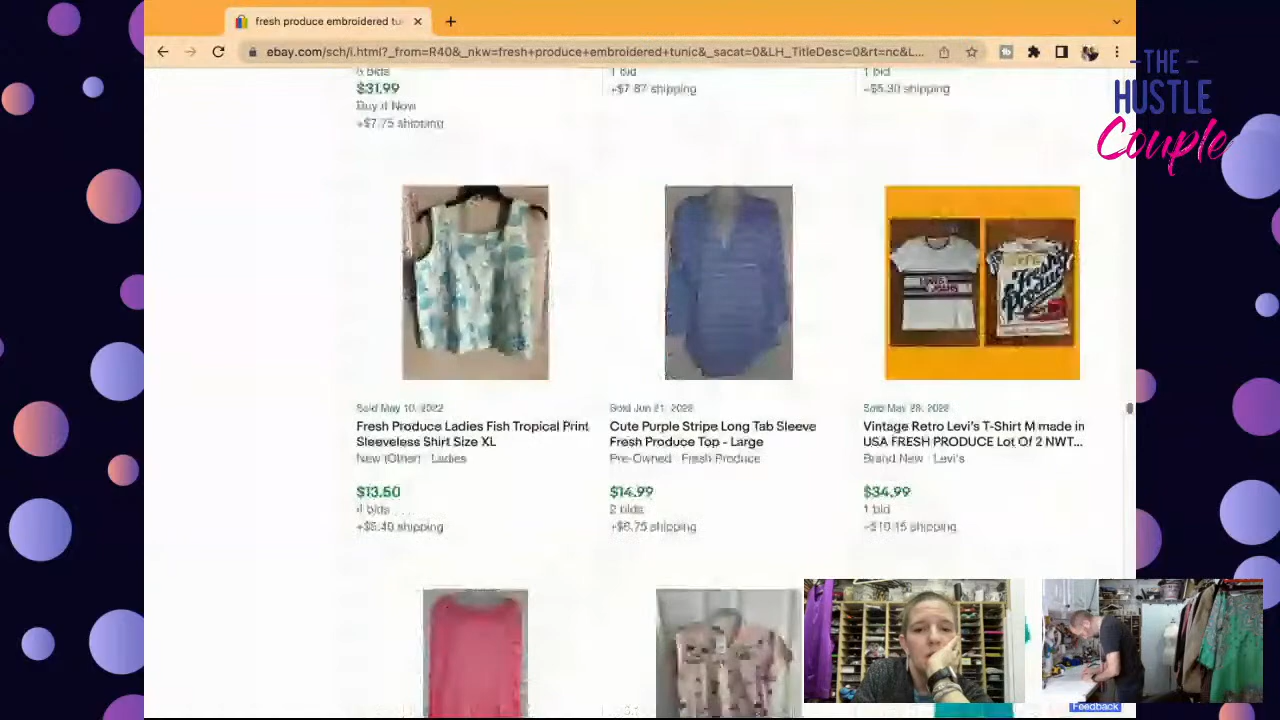 fresh produce embroidered tu
-THE-
HUSTLE
Couple
ebay.com/sch/i.html?_from=R40&_nkw=fresh+produce+embroidered+tunic&_sacat=0&LH_TitleDesc=0&rt=nc&L...
bids
1 bid
1 bid
$31.99
+$7.87 shipping
+$5.30 shipping
Buy It Now
+$7.75 shipping
Sold May 10, 2022
Sold Jun 21, 2022
Sold May 28, 2022
Fresh Produce Ladies Fish Tropical Print
Sleeveless Shirt Size XL
Cute Purple Stripe Long Tab Sleeve
Fresh Produce Top - Large
Vintage Retro Levi's T-Shirt M made in
USA FRESH PRODUCE Lot Of 2 NWT...
New (Other) · Ladies
Pre-Owned · Fresh Produce
Brand New · Levi's
$13.50
$14.99
$34.99
4 bids
2 bids
1 bid
+$5.40 shipping
+$6.75 shipping
+$10.15 shipping
Fresh
Produce
Feedback